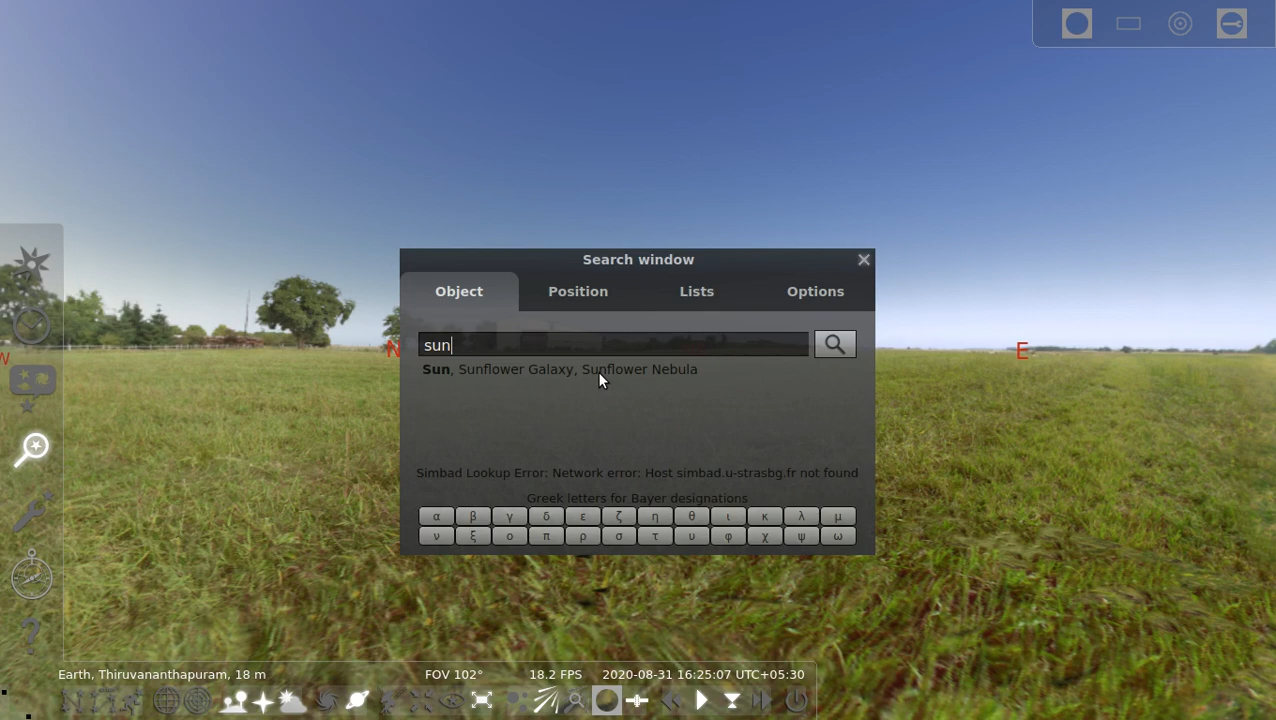 Search window
Object Position Lists Options
sun
Sun, Sunflower Galaxy, Sunflower Nebula
N
E
W
Simbad Lookup Error: Network error: Host simbad.u-strasbg.fr not found
Greek letters for Bayer designations
α β γ δ ε ζ η θ ι κ λ μ
ν ξ ο π ρ σ τ υ φ χ ψ ω
Earth, Thiruvananthapuram, 18 m FOV 102° 18.2 FPS 2020-08-31 16:25:07 UTC+05:30